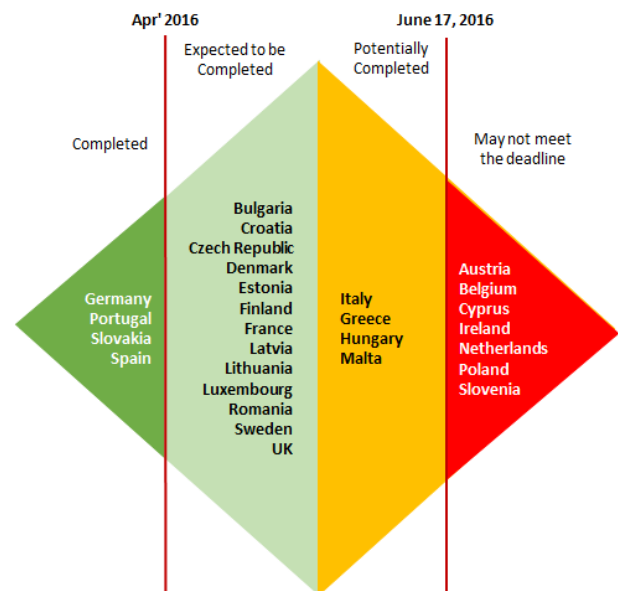 Apr' 2016
June 17, 2016
Expected to be
Completed
Potentially
Completed
Completed
May not meet
the deadline
Germany
Portugal
Slovakia
Spain
Bulgaria
Croatia
Czech Republic
Denmark
Estonia
Finland
France
Latvia
Lithuania
Luxembourg
Romania
Sweden
UK
Italy
Greece
Hungary
Malta
Austria
Belgium
Cyprus
Ireland
Netherlands
Poland
Slovenia